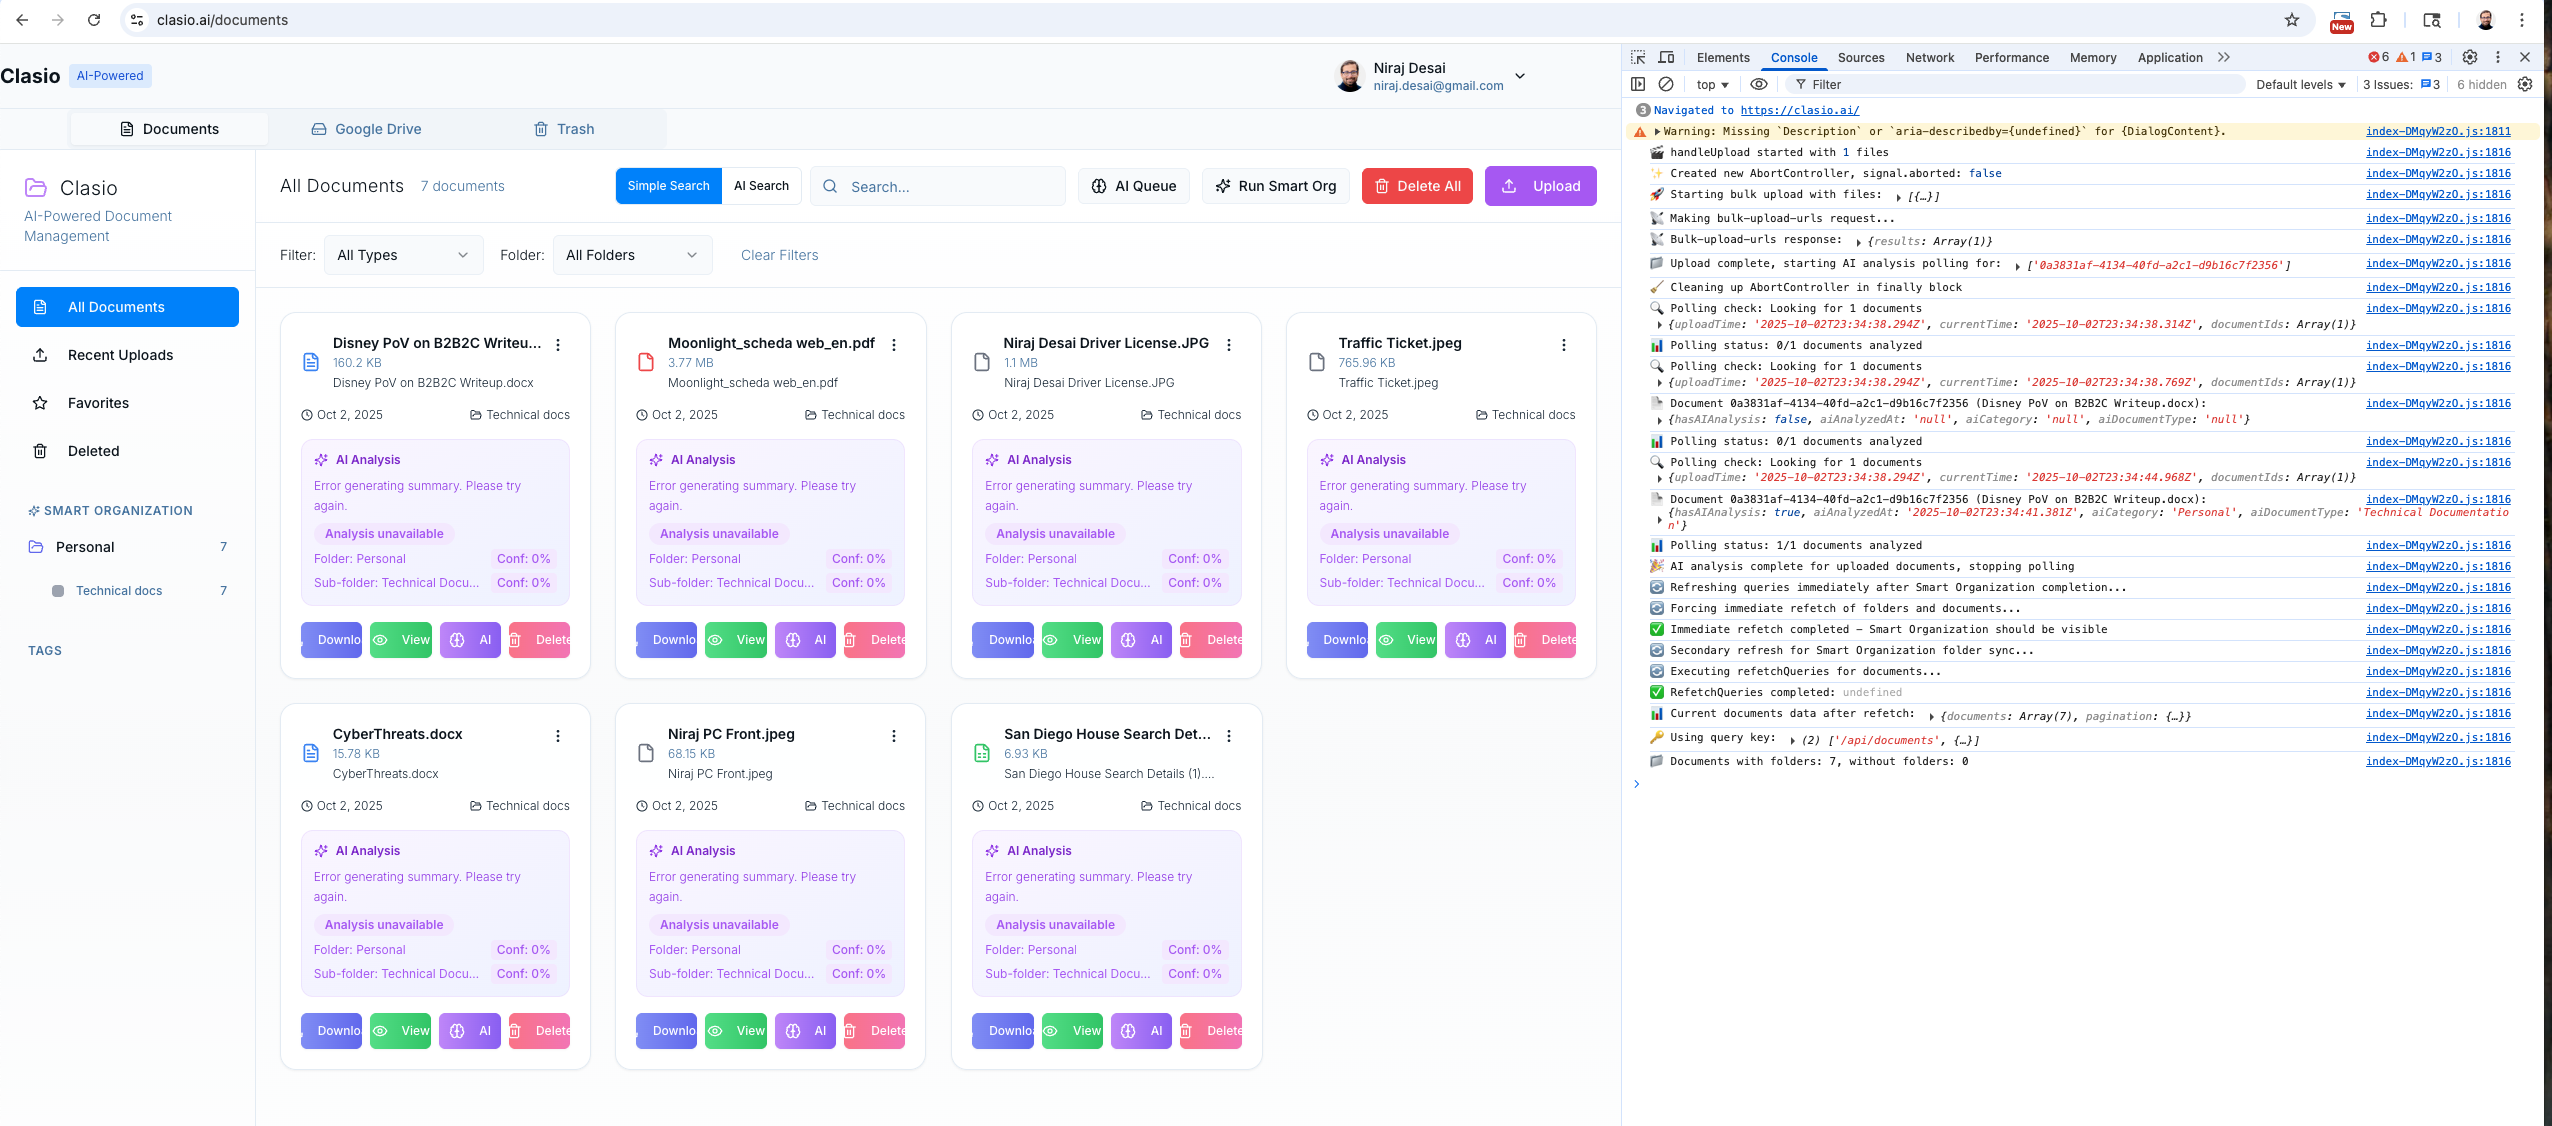 clasio.ai/documents
New
Clasio AI-Powered
Niraj Desai
niraj.desai@gmail.com
Documents Google Drive Trash
Clasio
AI-Powered Document
Management
All Documents
Recent Uploads
Favorites
Deleted
SMART ORGANIZATION
Personal 7
Technical docs 7
TAGS
All Documents 7 documents Simple Search AI Search Search... AI Queue Run Smart Org Delete All Upload
Filter: All Types Folder: All Folders Clear Filters
Disney PoV on B2B2C Writeu...
160.2 KB
Disney PoV on B2B2C Writeup.docx
Oct 2, 2025 Technical docs
AI Analysis
Error generating summary. Please try
again.
Analysis unavailable
Folder: Personal Conf: 0%
Sub-folder: Technical Docu... Conf: 0%
Downlo View AI Delete
Moonlight_scheda web_en.pdf
3.77 MB
Moonlight_scheda web_en.pdf
Oct 2, 2025 Technical docs
AI Analysis
Error generating summary. Please try
again.
Analysis unavailable
Folder: Personal Conf: 0%
Sub-folder: Technical Docu... Conf: 0%
Downlo View AI Delete
Niraj Desai Driver License.JPG
1.1 MB
Niraj Desai Driver License.JPG
Oct 2, 2025 Technical docs
AI Analysis
Error generating summary. Please try
again.
Analysis unavailable
Folder: Personal Conf: 0%
Sub-folder: Technical Docu... Conf: 0%
Downlo View AI Delete
Traffic Ticket.jpeg
765.96 KB
Traffic Ticket.jpeg
Oct 2, 2025 Technical docs
AI Analysis
Error generating summary. Please try
again.
Analysis unavailable
Folder: Personal Conf: 0%
Sub-folder: Technical Docu... Conf: 0%
Downlo View AI Delete
CyberThreats.docx
15.78 KB
CyberThreats.docx
Oct 2, 2025 Technical docs
AI Analysis
Error generating summary. Please try
again.
Analysis unavailable
Folder: Personal Conf: 0%
Sub-folder: Technical Docu... Conf: 0%
Downlo View AI Delete
Niraj PC Front.jpeg
68.15 KB
Niraj PC Front.jpeg
Oct 2, 2025 Technical docs
AI Analysis
Error generating summary. Please try
again.
Analysis unavailable
Folder: Personal Conf: 0%
Sub-folder: Technical Docu... Conf: 0%
Downlo View AI Delete
San Diego House Search Det...
6.93 KB
San Diego House Search Details (1)....
Oct 2, 2025 Technical docs
AI Analysis
Error generating summary. Please try
again.
Analysis unavailable
Folder: Personal Conf: 0%
Sub-folder: Technical Docu... Conf: 0%
Downlo View AI Delete
Elements Console Sources Network Performance Memory Application 6 1 3
top Filter Default levels 3 Issues: 3 6 hidden
3 Navigated to https://clasio.ai/
Warning: Missing `Description` or `aria-describedby={undefined}` for {DialogContent}. index-DMqyW2zO.js:1811
handleUpload started with 1 files index-DMqyW2zO.js:1816
Created new AbortController, signal.aborted: false index-DMqyW2zO.js:1816
Starting bulk upload with files: [{…}] index-DMqyW2zO.js:1816
Making bulk-upload-urls request... index-DMqyW2zO.js:1816
Bulk-upload-urls response: {results: Array(1)} index-DMqyW2zO.js:1816
Upload complete, starting AI analysis polling for: ['0a3831af-4134-40fd-a2c1-d9b16c7f2356'] index-DMqyW2zO.js:1816
Cleaning up AbortController in finally block index-DMqyW2zO.js:1816
Polling check: Looking for 1 documents index-DMqyW2zO.js:1816
{uploadTime: '2025-10-02T23:34:38.294Z', currentTime: '2025-10-02T23:34:38.314Z', documentIds: Array(1)}
Polling status: 0/1 documents analyzed index-DMqyW2zO.js:1816
Polling check: Looking for 1 documents index-DMqyW2zO.js:1816
{uploadTime: '2025-10-02T23:34:38.294Z', currentTime: '2025-10-02T23:34:38.769Z', documentIds: Array(1)}
Document 0a3831af-4134-40fd-a2c1-d9b16c7f2356 (Disney PoV on B2B2C Writeup.docx): index-DMqyW2zO.js:1816
{hasAIAnalysis: false, aiAnalyzedAt: 'null', aiCategory: 'null', aiDocumentType: 'null'}
Polling status: 0/1 documents analyzed index-DMqyW2zO.js:1816
Polling check: Looking for 1 documents index-DMqyW2zO.js:1816
{uploadTime: '2025-10-02T23:34:38.294Z', currentTime: '2025-10-02T23:34:44.968Z', documentIds: Array(1)}
Document 0a3831af-4134-40fd-a2c1-d9b16c7f2356 (Disney PoV on B2B2C Writeup.docx): index-DMqyW2zO.js:1816
{hasAIAnalysis: true, aiAnalyzedAt: '2025-10-02T23:34:41.381Z', aiCategory: 'Personal', aiDocumentType: 'Technical Documentatio
n'}
Polling status: 1/1 documents analyzed index-DMqyW2zO.js:1816
AI analysis complete for uploaded documents, stopping polling index-DMqyW2zO.js:1816
Refreshing queries immediately after Smart Organization completion... index-DMqyW2zO.js:1816
Forcing immediate refetch of folders and documents... index-DMqyW2zO.js:1816
Immediate refetch completed - Smart Organization should be visible index-DMqyW2zO.js:1816
Secondary refresh for Smart Organization folder sync... index-DMqyW2zO.js:1816
Executing refetchQueries for documents... index-DMqyW2zO.js:1816
RefetchQueries completed: undefined index-DMqyW2zO.js:1816
Current documents data after refetch: {documents: Array(7), pagination: {…}} index-DMqyW2zO.js:1816
Using query key: (2) ['/api/documents', {…}] index-DMqyW2zO.js:1816
Documents with folders: 7, without folders: 0 index-DMqyW2zO.js:1816